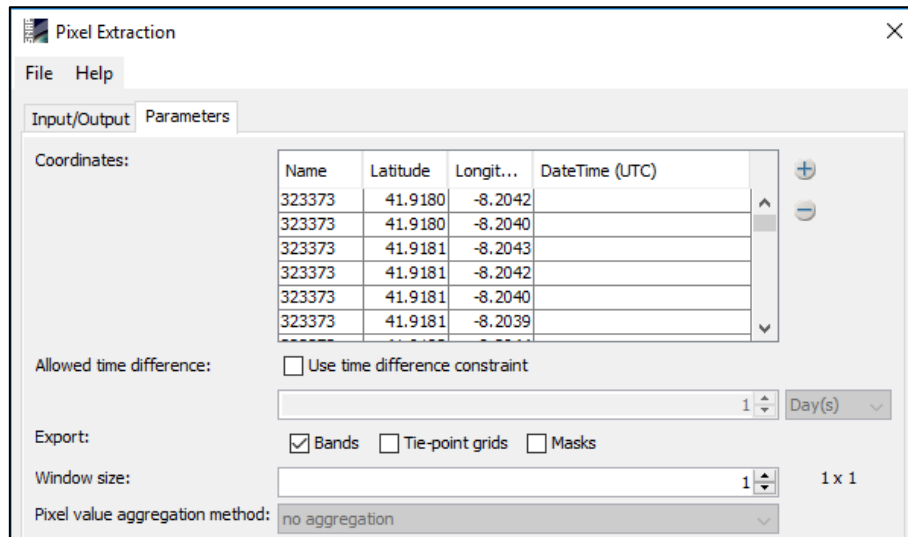 Pixel Extraction
File Help
Input/Output Parameters
Coordinates:
Name Latitude Longit... DateTime (UTC)
323373 41.9180 -8.2042
323373 41.9180 -8.2040
323373 41.9181 -8.2043
323373 41.9181 -8.2042
323373 41.9181 -8.2040
323373 41.9181 -8.2039
Allowed time difference: Use time difference constraint
1 Day(s)
Export: Bands Tie-point grids Masks
Window size: 1 1 x 1
Pixel value aggregation method: no aggregation